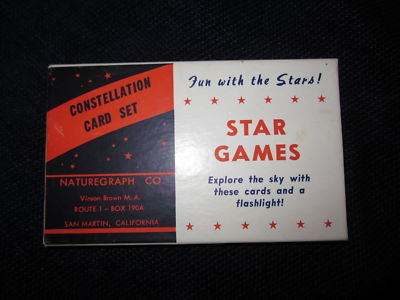 CONSTELLATION
CARD SET
NATUREGRAPH CO.
Vinson Brown M.A.
ROUTE 1 - BOX 190A
SAN MARTIN, CALIFORNIA
Fun with the Stars!
STAR
GAMES
Explore the sky with
these cards and a
flashlight!